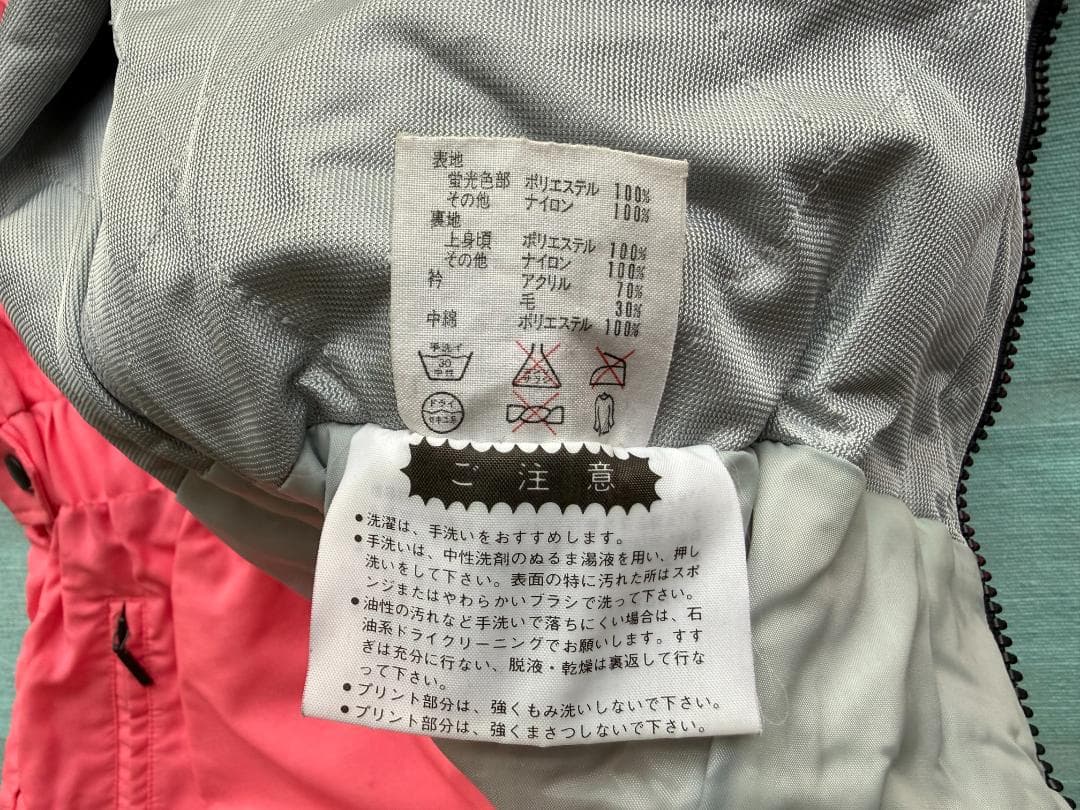 表地
蛍光色部 ポリエステル 100%
その他 ナイロン 100%
裏地
上身頃 ポリエステル 100%
その他 ナイロン 100%
衿 アクリル 70%
毛 30%
中綿 ポリエステル 100%
手洗イ
30
中性
エンソ
サラシ
ドライ
セキユ系
ご注意
●洗濯は、手洗いをおすすめします。
●手洗いは、中性洗剤のぬるま湯液を用い、押し
洗いをして下さい。表面の特に汚れた所はスポ
ンジまたはやわらかいブラシで洗って下さい。
●油性の汚れなど手洗いで落ちにくい場合は、石
油系ドライクリーニングでお願いします。すす
ぎは充分に行ない、脱液・乾燥は裏返して行な
って下さい。
●プリント部分は、強くもみ洗いしないで下さい。
●プリント部分は、強くまさつしないで下さい。